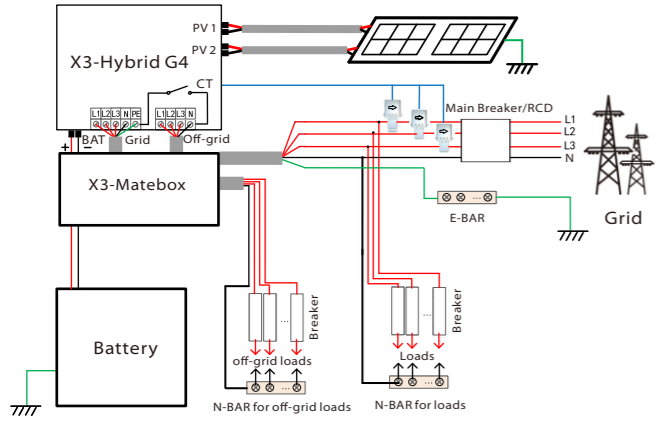 PV 1
PV 2
X3-Hybrid G4
CT
L1 L2 L3 N PE
L1 L2 L3 N
BAT
Grid
Off-grid
+
−
Main Breaker/RCD
L1
L2
L3
N
X3-Matebox
E-BAR
...
Grid
Battery
...
Breaker
off-grid loads
...
N-BAR for off-grid loads
...
Breaker
Loads
...
N-BAR for loads